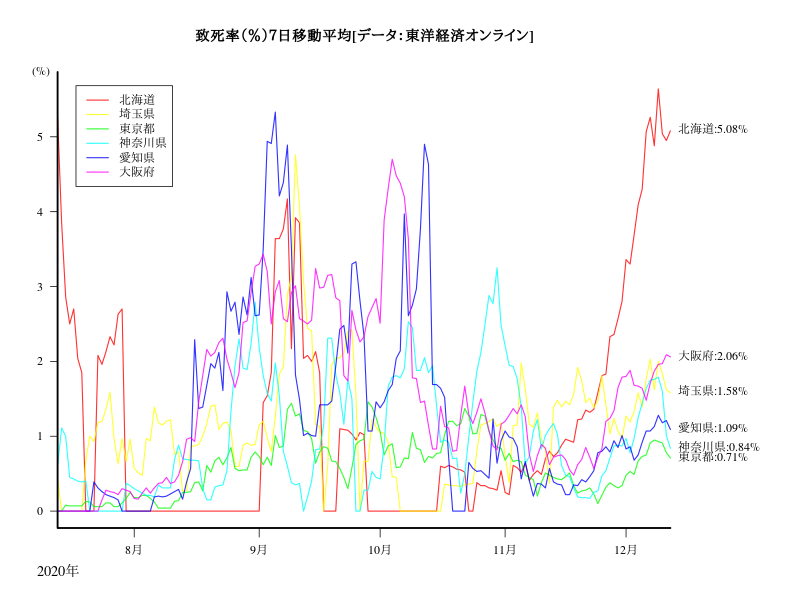 致死率(%)7日移動平均[データ:東洋経済オンライン]
(%)
北海道
埼玉県
東京都
神奈川県
愛知県
大阪府
5
4
3
2
1
0
北海道:5.08%
大阪府:2.06%
埼玉県:1.58%
愛知県:1.09%
神奈川県:0.84%
東京都:0.71%
8月 9月 10月 11月 12月
2020年